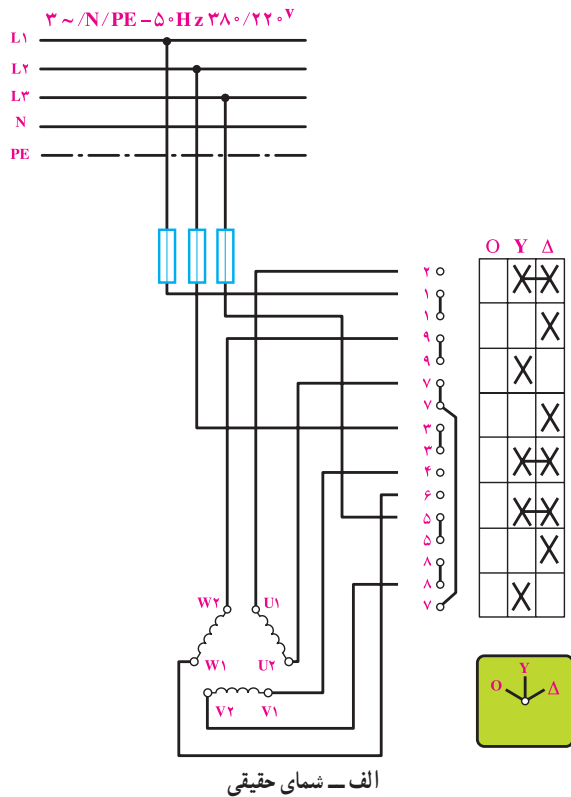 ۳ ~ /N/PE – ۵۰Hz ۳۸۰/۲۲۰ᵛ
L۱
L۲
L۳
N
PE
O Y Δ
۲
۱
۱
۹
۹
۷
۷
۳
۳
۴
۶
۵
۵
۸
۸
۷
W۲ U۱
W۱ U۲
V۲ V۱
Y
O Δ
الف ــ شمای حقیقی